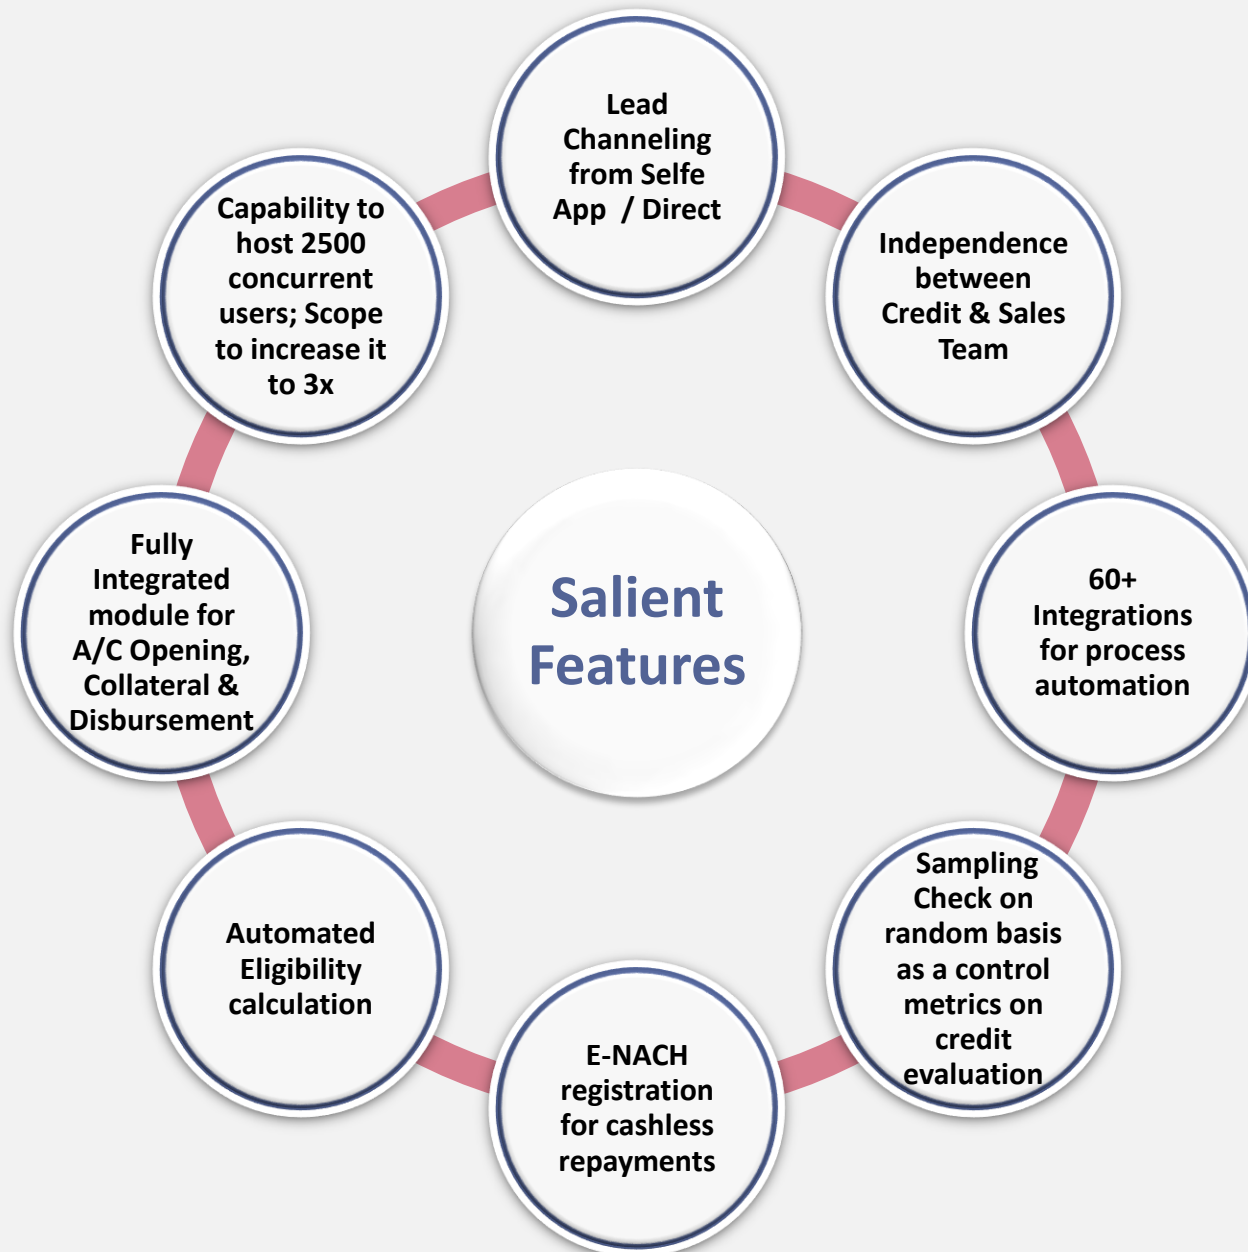 Lead
Channeling
from Selfe
App / Direct
Independence
between
Credit & Sales
Team
60+
Integrations
for process
automation
Sampling
Check on
random basis
as a control
metrics on
credit
evaluation
E-NACH
registration
for cashless
repayments
Automated
Eligibility
calculation
Fully
Integrated
module for
A/C Opening,
Collateral &
Disbursement
Capability to
host 2500
concurrent
users; Scope
to increase it
to 3x
Salient
Features